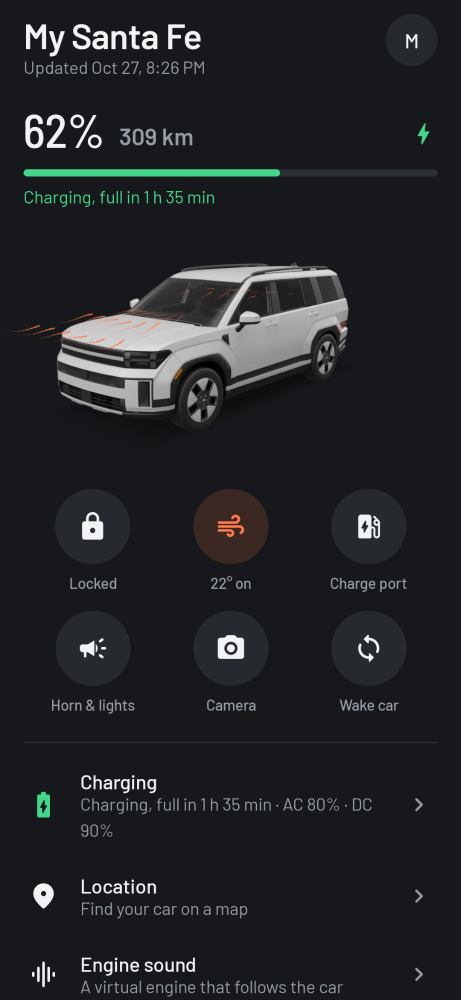 My Santa Fe
M
Updated Oct 27, 8:26 PM
62% 309 km
Charging, full in 1 h 35 min
Locked
22° on
Charge port
Horn & lights
Camera
Wake car
Charging
Charging, full in 1 h 35 min · AC 80% · DC
90%
Location
Find your car on a map
Engine sound
A virtual engine that follows the car